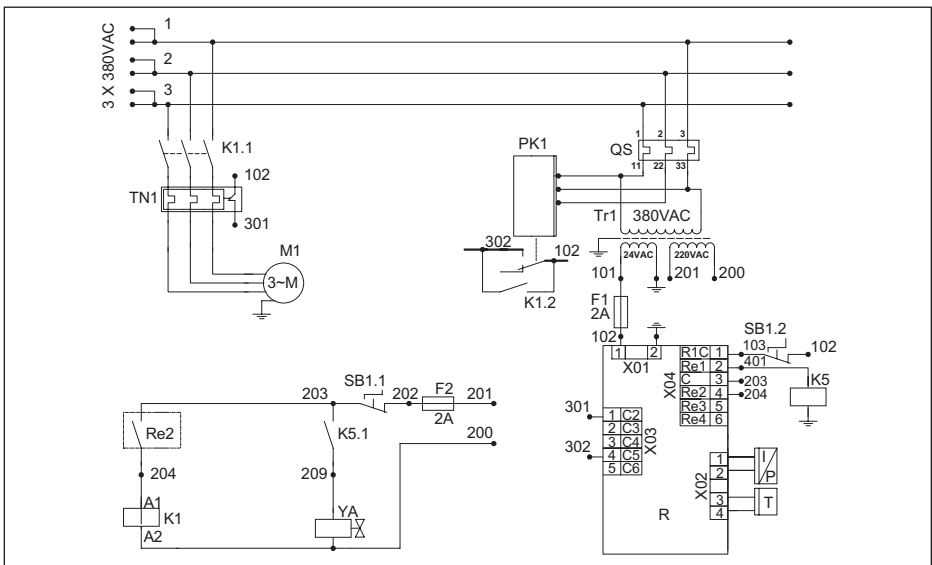 3 X 380VAC
1
2
3
K1.1
102
TN1
301
M1
3~M
PK1
302
102
K1.2
1 2 3
QS
11 22 33
Tr1 380VAC
24VAC 220VAC
101 201 200
F1
2A
102
1 2
X01
R1C 1
Re1 2
C 3
Re2 4
Re3 5
Re4 6
X04
SB1.2
103 102
401
K5
203
204
301
302
1 C2
2 C3
3 C4
4 C5
5 C6
X03
X02
1
2
3
4
I/P
T
R
203 SB1.1 202 F2 201
2A
200
Re2
K5.1
204
209
A1
K1
A2
YA